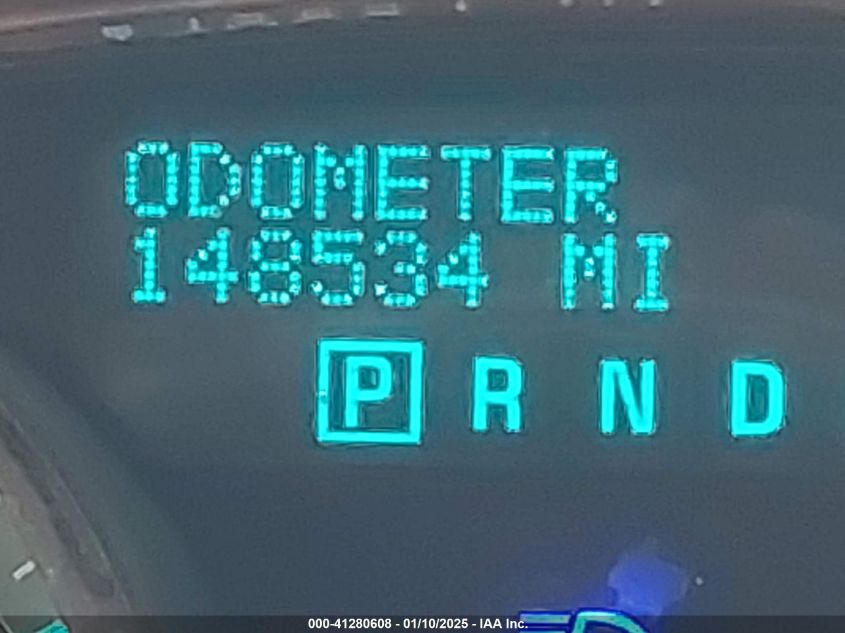 ODOMETER
148534 MI
P R N D
000-41280608 - 01/10/2025 - IAA Inc.